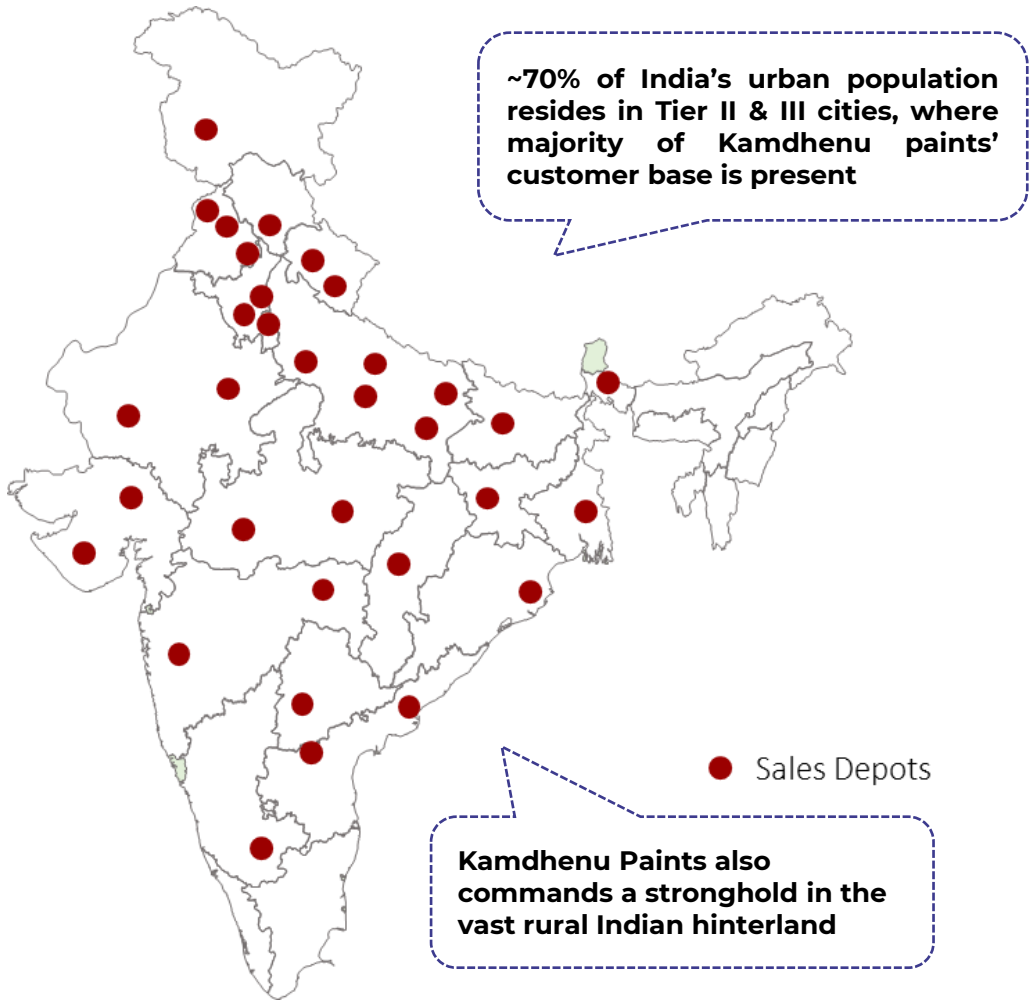 ~70% of India’s urban population
resides in Tier II & III cities, where
majority of Kamdhenu paints’
customer base is present
Sales Depots
Kamdhenu Paints also
commands a stronghold in the
vast rural Indian hinterland